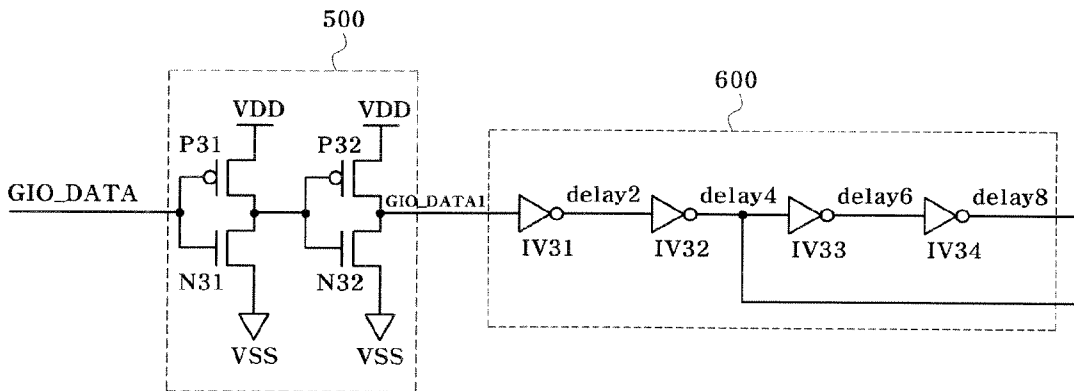 500
600
VDD
VDD
P31
P32
GIO_DATA
GIO_DATA1
delay2
delay4
delay6
delay8
IV31
IV32
IV33
IV34
N31
N32
VSS
VSS